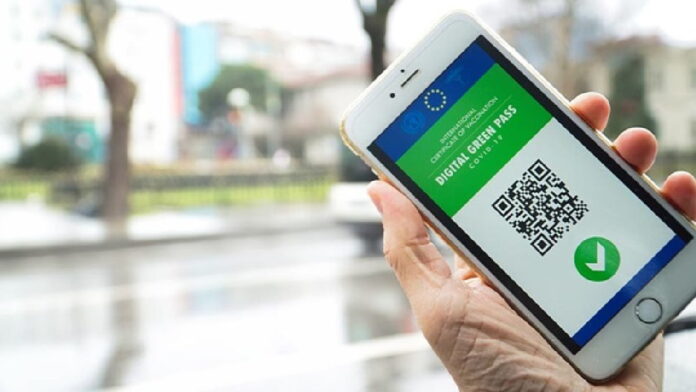 INTERNATIONAL
CERTIFICATE OF VACCINATION
DIGITAL GREEN PASS
COVID-19